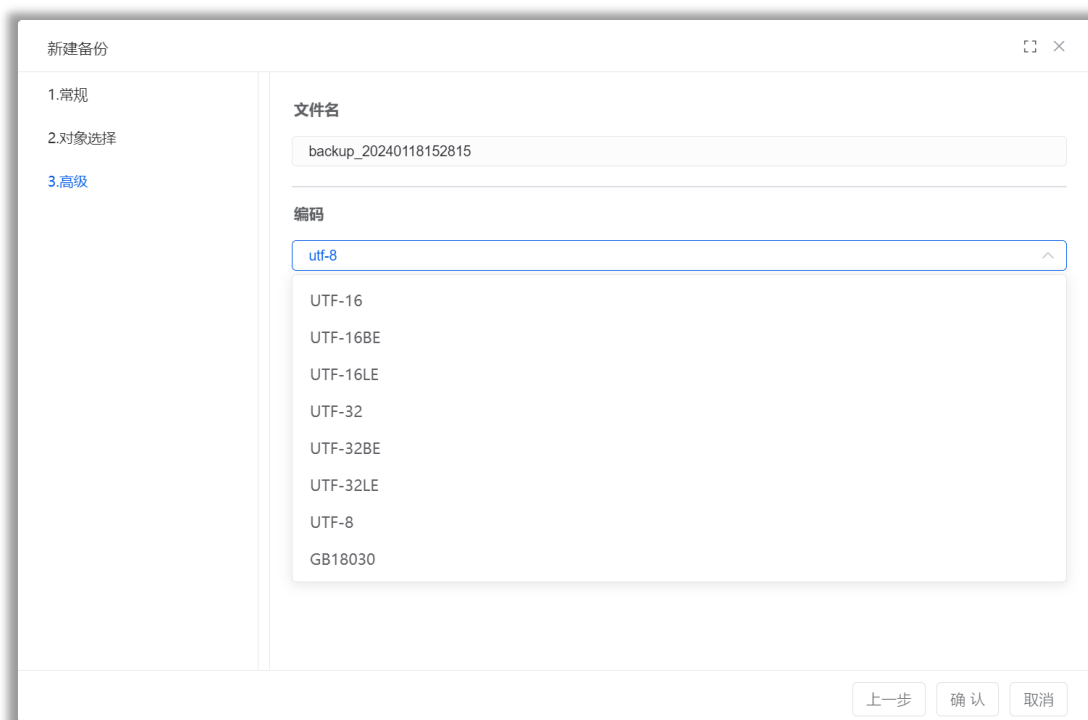 新建备份
1.常规
2.对象选择
3.高级
文件名
backup_20240118152815
编码
utf-8
UTF-16
UTF-16BE
UTF-16LE
UTF-32
UTF-32BE
UTF-32LE
UTF-8
GB18030
上一步 确 认 取消